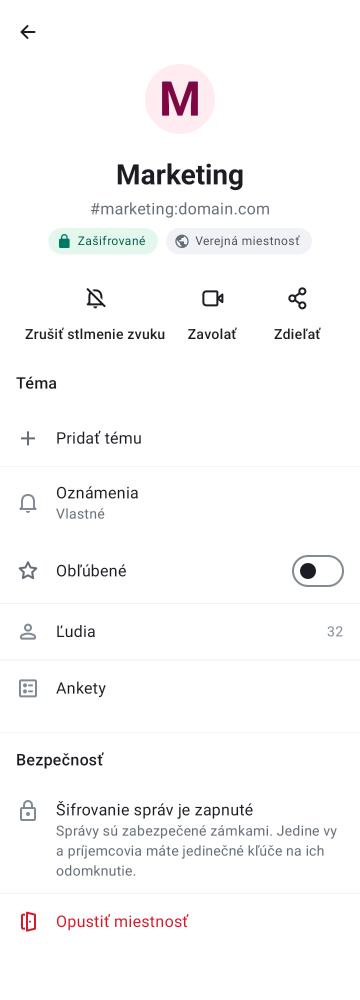 M
Marketing
#marketing:domain.com
Zašifrované
Verejná miestnosť
Zrušiť stlmenie zvuku
Zavolať
Zdieľať
Téma
Pridať tému
Oznámenia
Vlastné
Obľúbené
Ľudia
32
Ankety
Bezpečnosť
Šifrovanie správ je zapnuté
Správy sú zabezpečené zámkami. Jedine vy
a príjemcovia máte jedinečné kľúče na ich
odomknutie.
Opustiť miestnosť